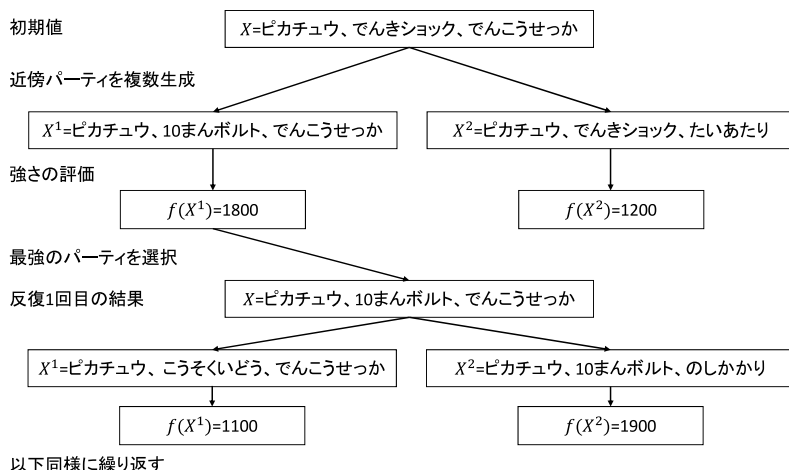 初期値
X=ピカチュウ、でんきショック、でんこうせっか
近傍パーティを複数生成
X¹=ピカチュウ、10まんボルト、でんこうせっか
X²=ピカチュウ、でんきショック、たいあたり
強さの評価
f(X¹)=1800
f(X²)=1200
最強のパーティを選択
反復1回目の結果
X=ピカチュウ、10まんボルト、でんこうせっか
X¹=ピカチュウ、こうそくいどう、でんこうせっか
X²=ピカチュウ、10まんボルト、のしかかり
f(X¹)=1100
f(X²)=1900
以下同様に繰り返す